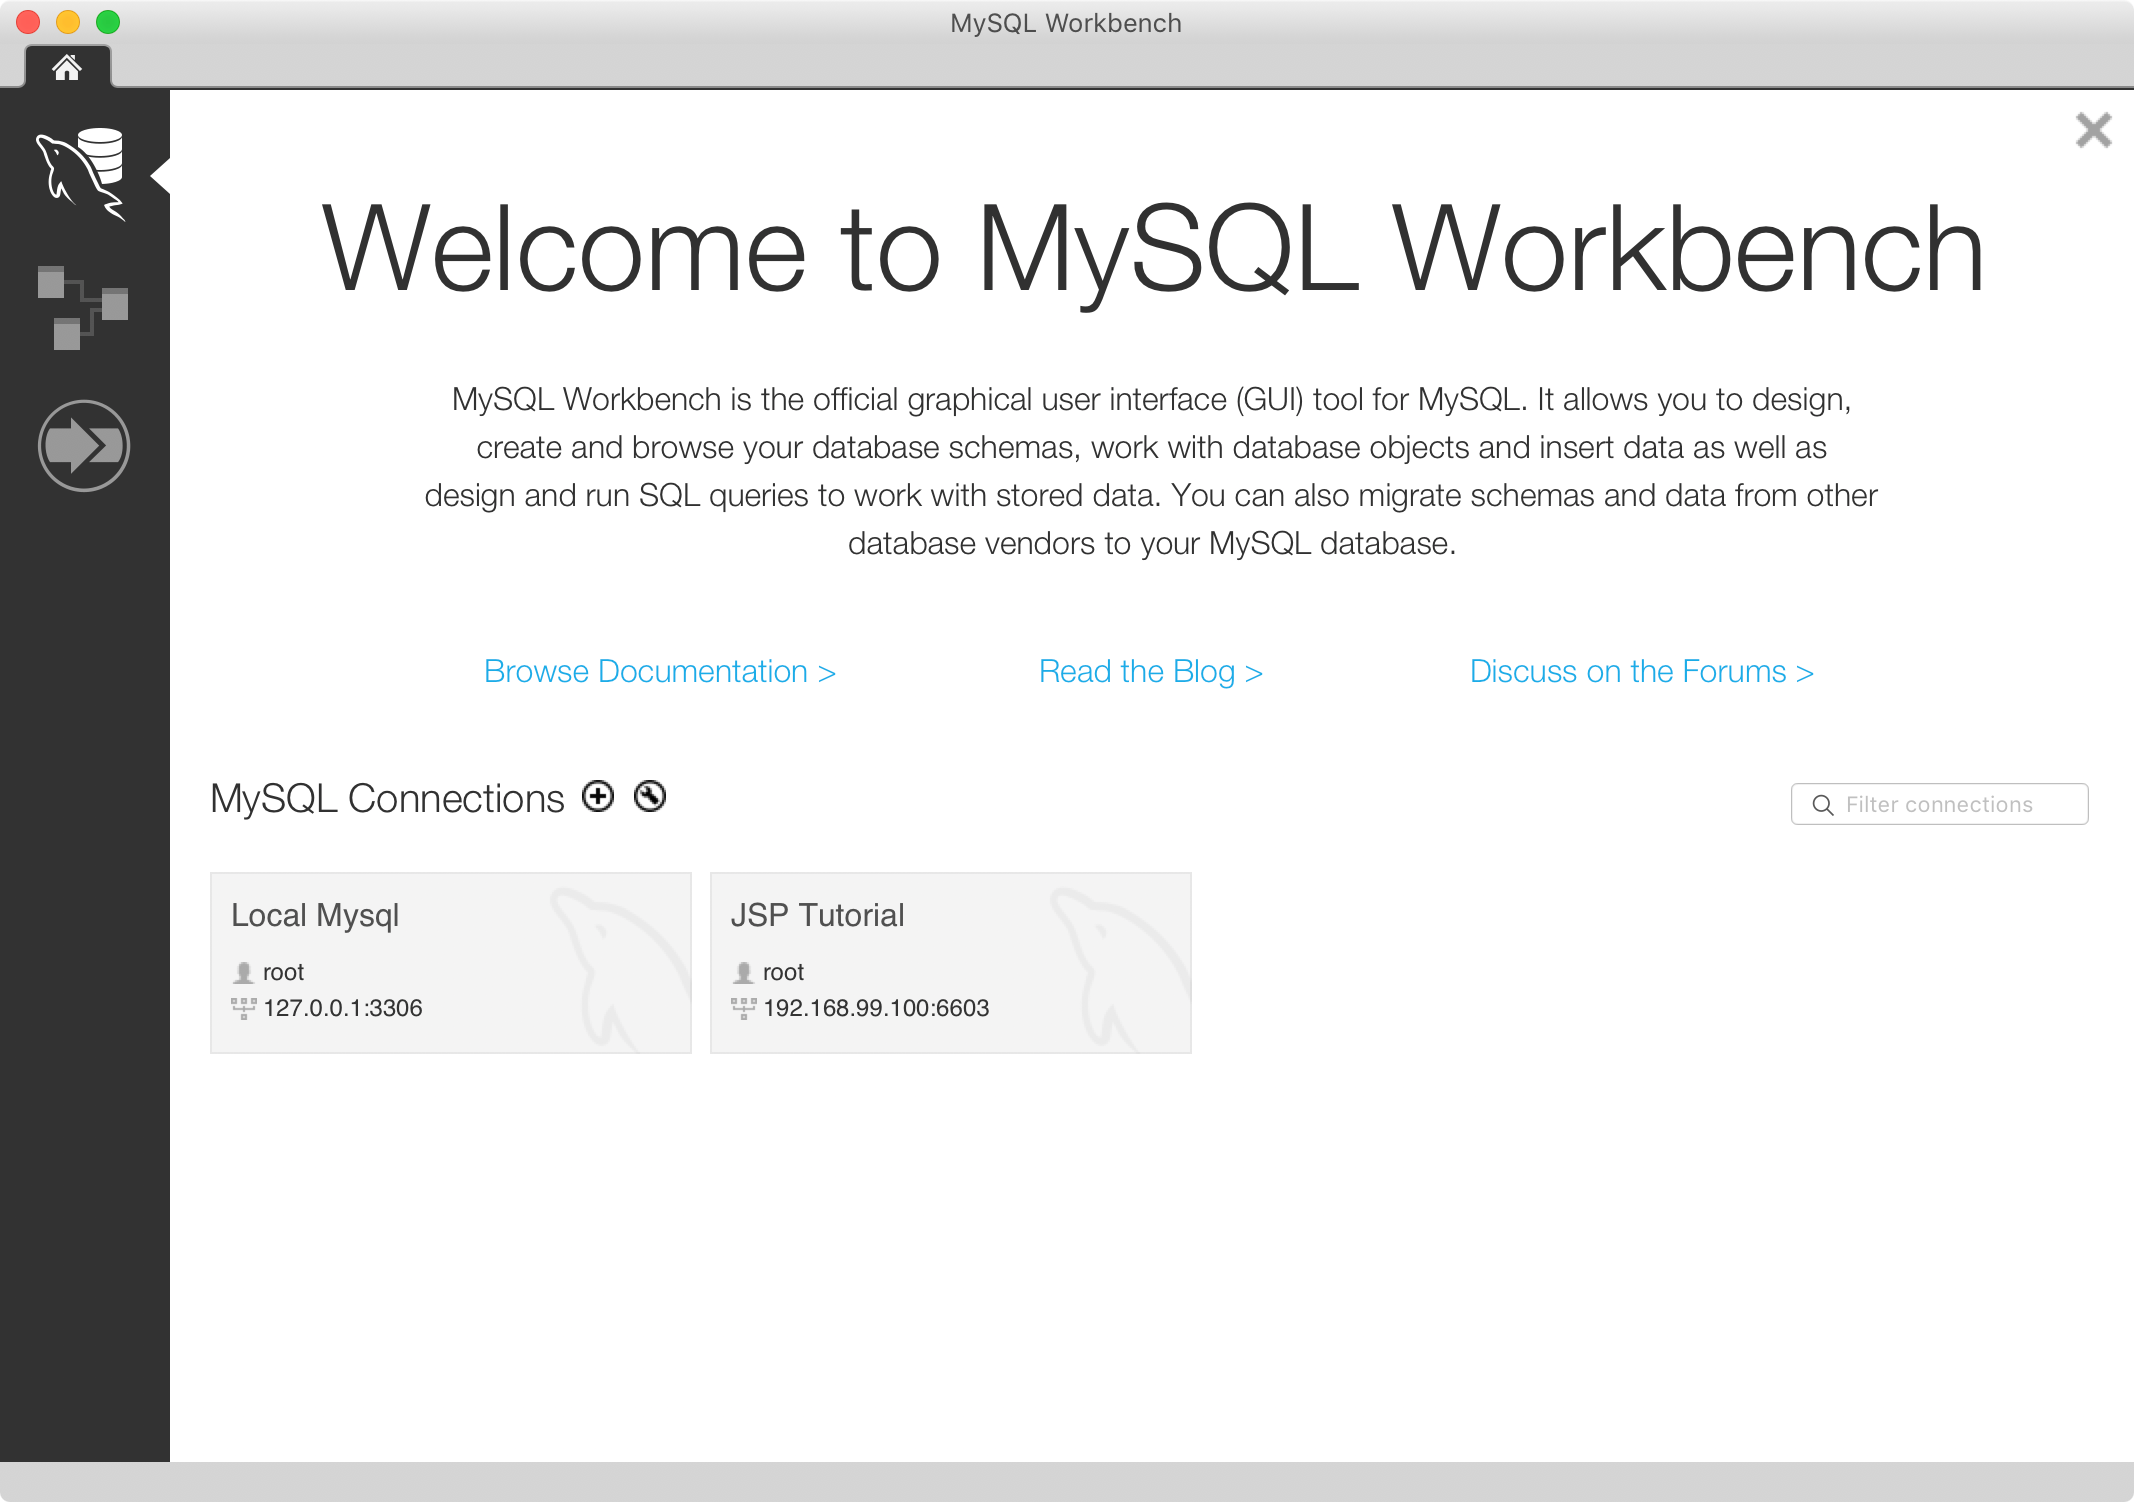 MySQL Workbench
Welcome to MySQL Workbench
MySQL Workbench is the official graphical user interface (GUI) tool for MySQL. It allows you to design,
create and browse your database schemas, work with database objects and insert data as well as
design and run SQL queries to work with stored data. You can also migrate schemas and data from other
database vendors to your MySQL database.
Browse Documentation > Read the Blog > Discuss on the Forums >
MySQL Connections Filter connections
Local Mysql
root
127.0.0.1:3306
JSP Tutorial
root
192.168.99.100:6603